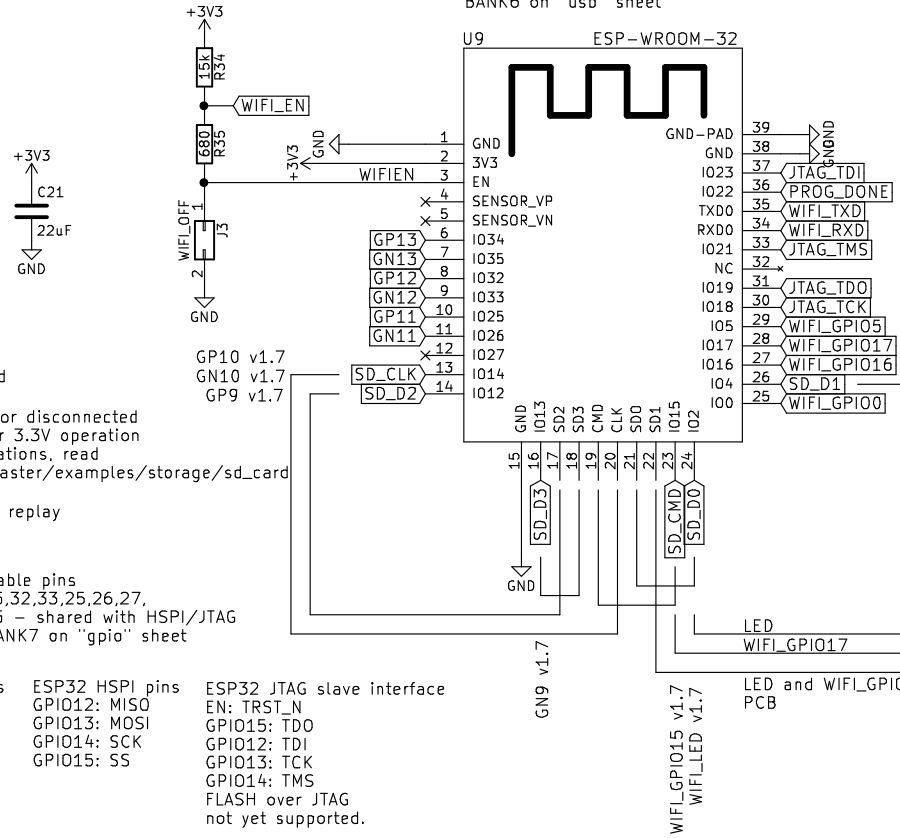 BANK6 on "usb" sheet
+3V3
15k
R34
WIFI_EN
680
R35
WIFIEN
WIFI_OFF
1
J3
2
GND
+3V3
C21
22uF
GND
U9
ESP-WROOM-32
GND
1
GND
+3V3
2
3V3
3
EN
4
SENSOR_VP
5
SENSOR_VN
GP13
6
IO34
GN13
7
IO35
GP12
8
IO32
GN12
9
IO33
GP11
10
IO25
GN11
11
IO26
GP10 v1.7
12
IO27
GN10 v1.7
SD_CLK
13
IO14
GP9 v1.7
SD_D2
14
IO12
GND-PAD
39
GND
GND
38
GND
IO23
37
JTAG_TDI
IO22
36
PROG_DONE
TXD0
35
WIFI_TXD
RXD0
34
WIFI_RXD
IO21
33
JTAG_TMS
NC
32
IO19
31
JTAG_TDO
IO18
30
JTAG_TCK
IO5
29
WIFI_GPIO5
IO17
28
WIFI_GPIO17
IO16
27
WIFI_GPIO16
IO4
26
SD_D1
IO0
25
WIFI_GPIO0
GND
15
GND
IO13
16
SD_D3
SD2
17
SD3
18
CMD
19
CLK
20
SD0
21
SD1
22
IO15
23
SD_CMD
IO2
24
SD_D0
GN9 v1.7
WIFI_GPIO15 v1.7
WIFI_LED v1.7
LED
WIFI_GPIO17
LED and WIFI_GPIO
PCB
d
or disconnected
r 3.3V operation
ations, read
aster/examples/storage/sd_card
replay
able pins
,32,33,25,26,27,
– shared with HSPI/JTAG
ANK7 on "gpio" sheet
s
ESP32 HSPI pins
GPIO12: MISO
GPIO13: MOSI
GPIO14: SCK
GPIO15: SS
ESP32 JTAG slave interface
EN: TRST_N
GPIO15: TDO
GPIO12: TDI
GPIO13: TCK
GPIO14: TMS
FLASH over JTAG
not yet supported.